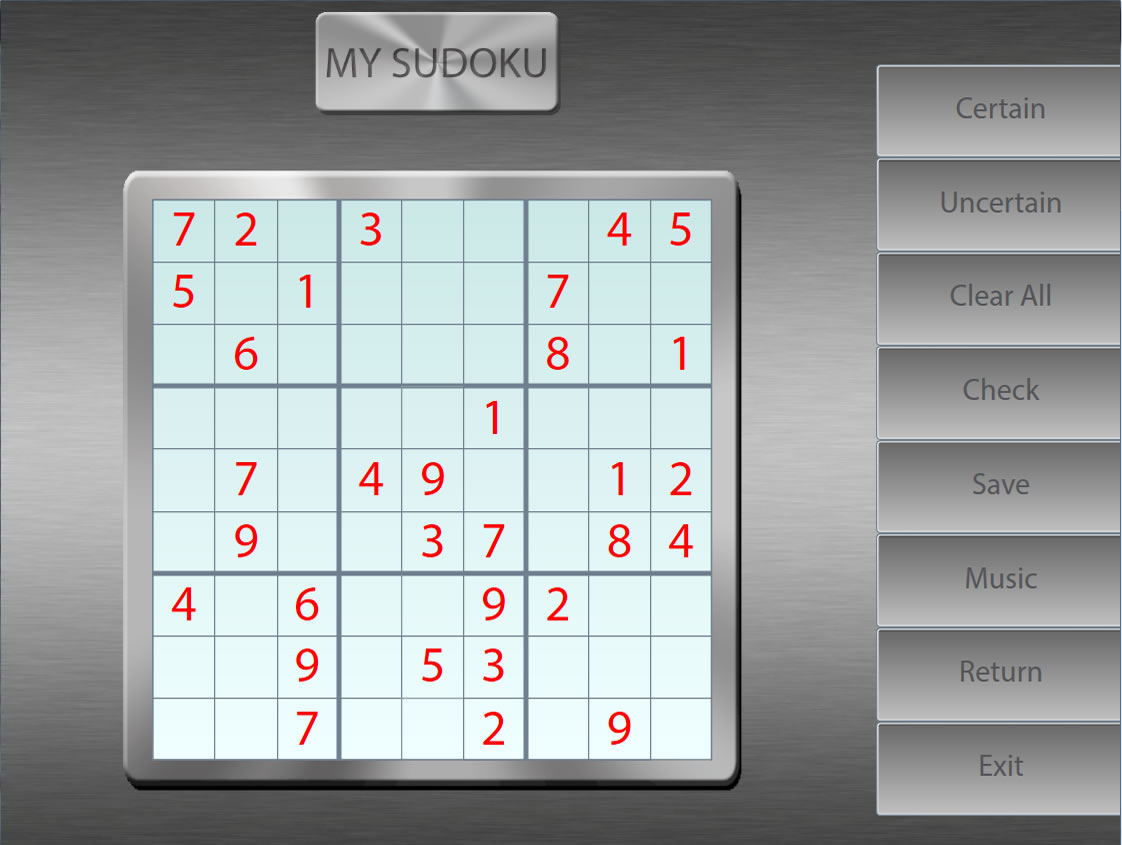 MY SUDOKU
7 2 3 4 5
5 1 7
6 8 1
1
7 4 9 1 2
9 3 7 8 4
4 6 9 2
9 5 3
7 2 9
Certain
Uncertain
Clear All
Check
Save
Music
Return
Exit